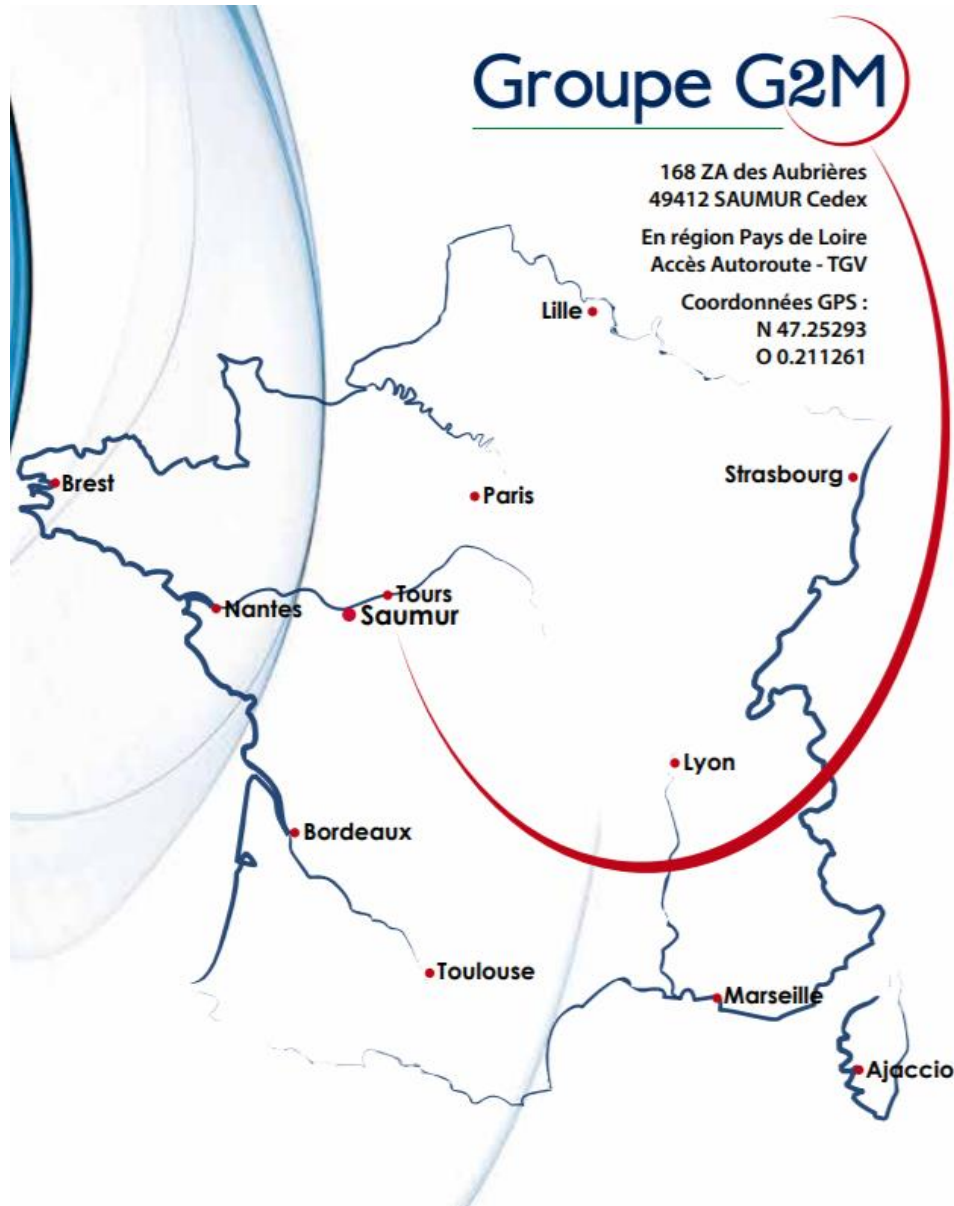 Groupe G2M
168 ZA des Aubrières
49412 SAUMUR Cedex
En région Pays de Loire
Accès Autoroute - TGV
Coordonnées GPS :
N 47.25293
O 0.211261
Lille
Brest
Paris
Strasbourg
Nantes
Tours
Saumur
Lyon
Bordeaux
Toulouse
Marseille
Ajaccio